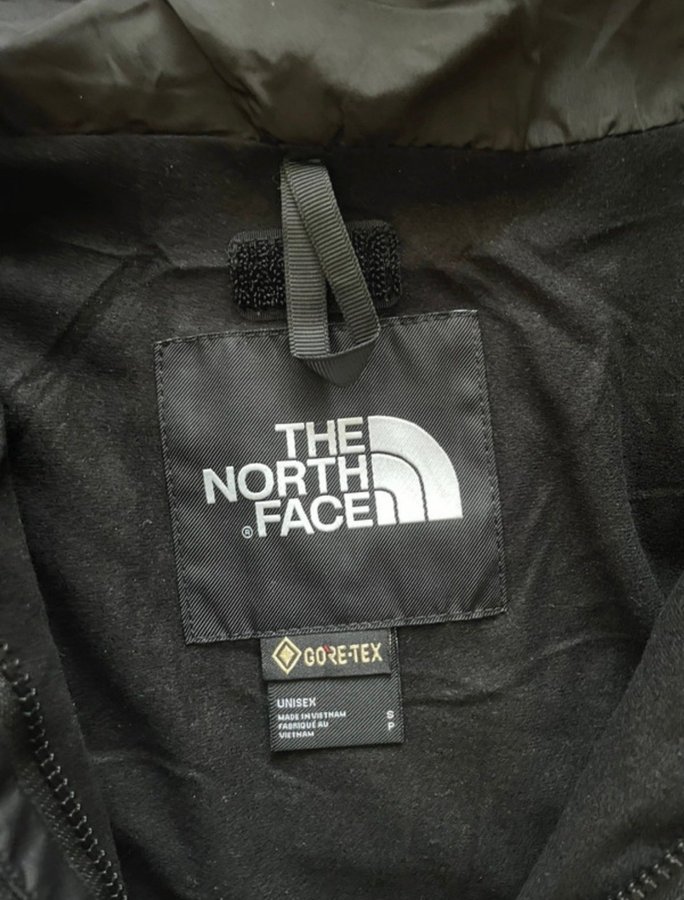 THE
NORTH
® FACE
GORE-TEX
UNISEX
MADE IN VIETNAM S
FABRIQUÉ AU P
VIETNAM